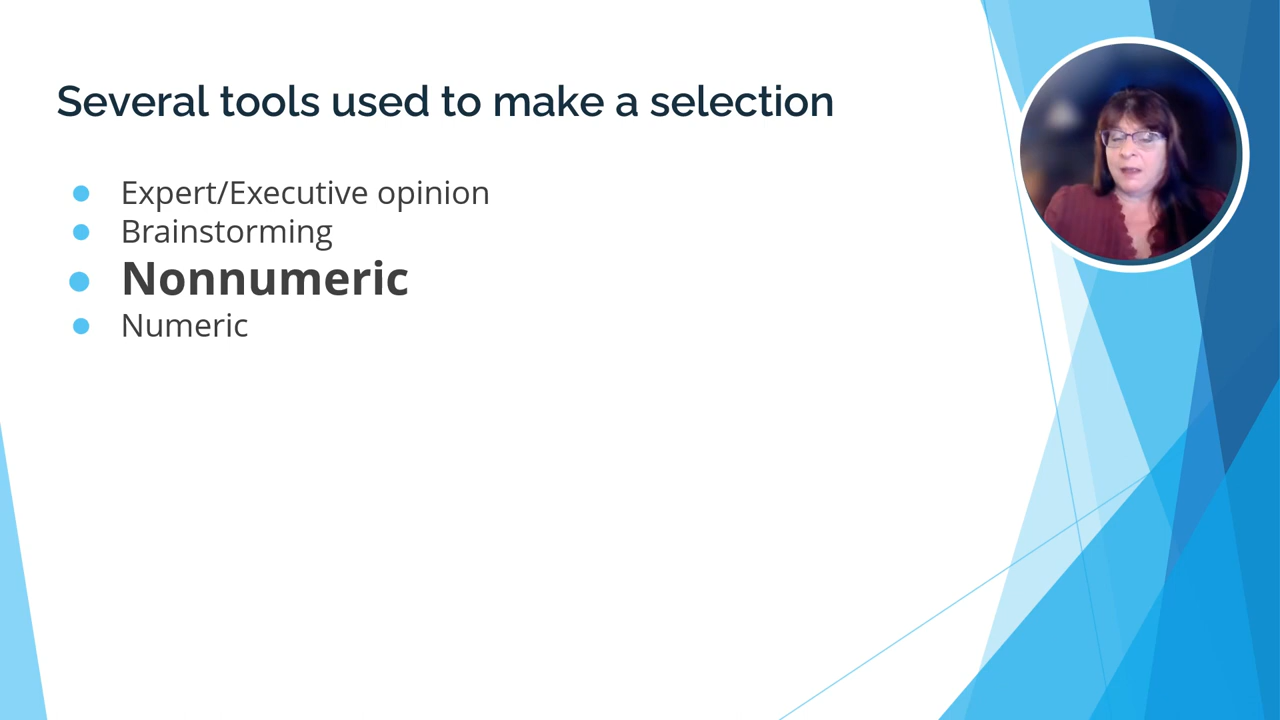 Several tools used to make a selection
Expert/Executive opinion
Brainstorming
Nonnumeric
Numeric